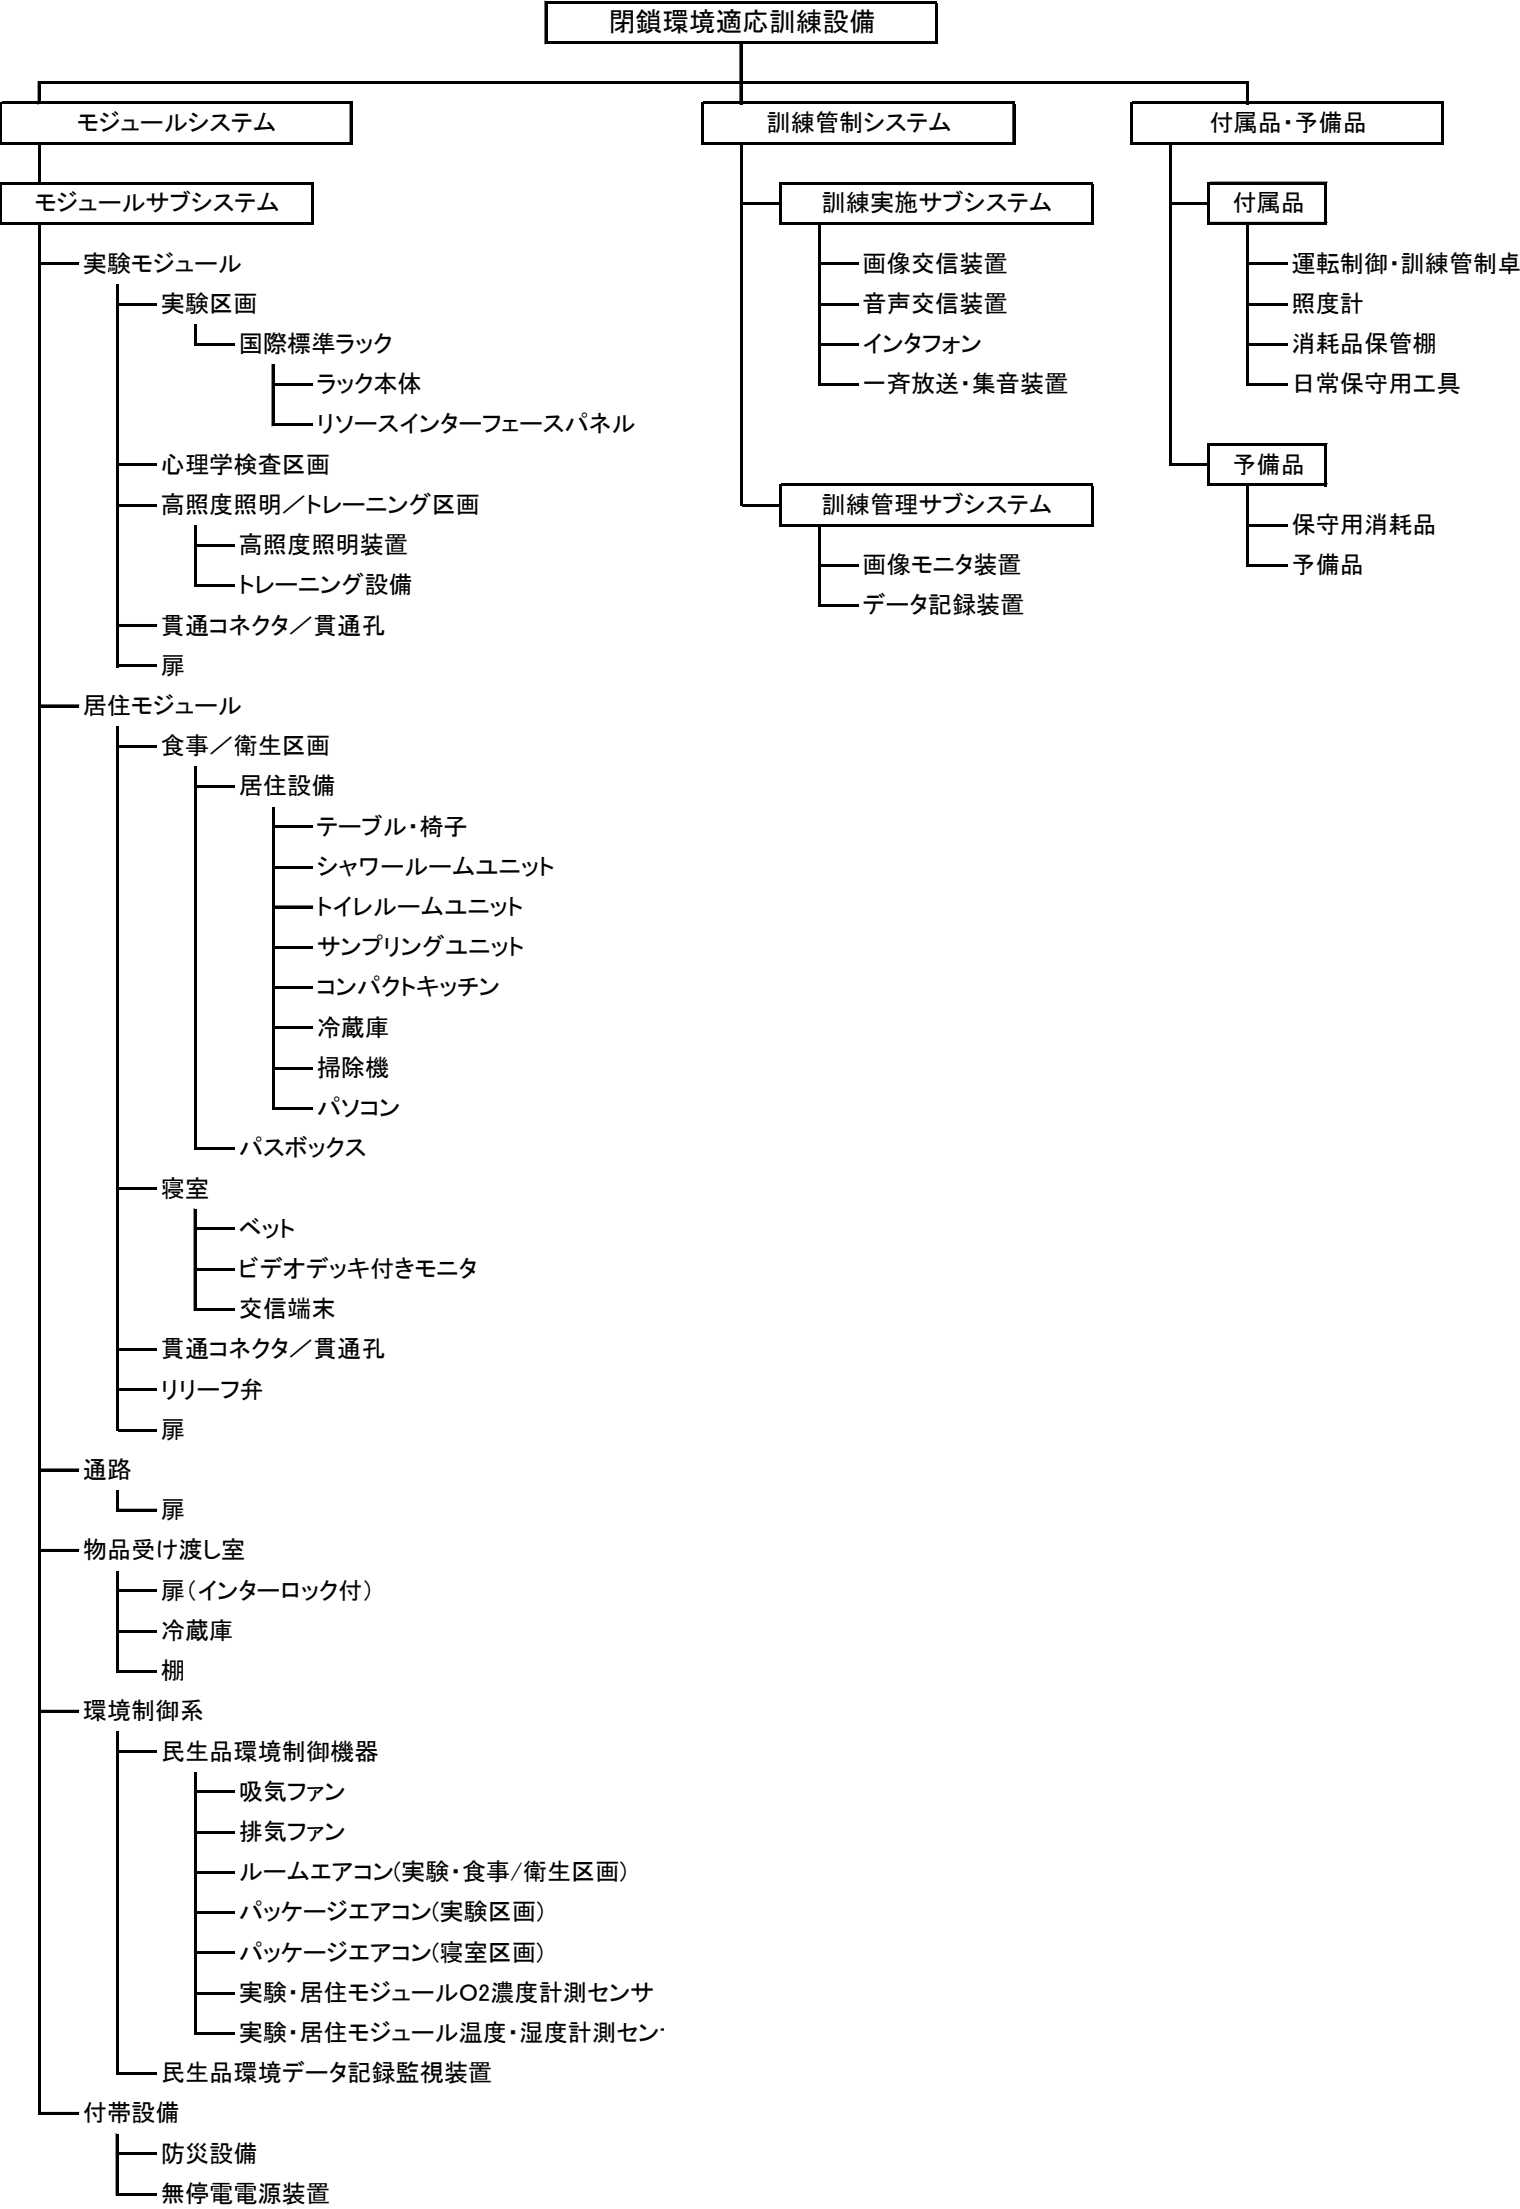 閉鎖環境適応訓練設備
モジュールシステム
モジュールサブシステム
実験モジュール
実験区画
国際標準ラック
ラック本体
リソースインターフェースパネル
心理学検査区画
高照度照明／トレーニング区画
高照度照明装置
トレーニング設備
貫通コネクタ／貫通孔
扉
居住モジュール
食事／衛生区画
居住設備
テーブル・椅子
シャワールームユニット
トイレルームユニット
サンプリングユニット
コンパクトキッチン
冷蔵庫
掃除機
パソコン
パスボックス
寝室
ベット
ビデオデッキ付きモニタ
交信端末
貫通コネクタ／貫通孔
リリーフ弁
扉
通路
扉
物品受け渡し室
扉（インターロック付）
冷蔵庫
棚
環境制御系
民生品環境制御機器
吸気ファン
排気ファン
ルームエアコン(実験・食事/衛生区画)
パッケージエアコン(実験区画)
パッケージエアコン(寝室区画)
実験・居住モジュールO2濃度計測センサ
実験・居住モジュール温度・湿度計測セン
民生品環境データ記録監視装置
付帯設備
防災設備
無停電電源装置
訓練管制システム
訓練実施サブシステム
画像交信装置
音声交信装置
インタフォン
一斉放送・集音装置
訓練管理サブシステム
画像モニタ装置
データ記録装置
付属品・予備品
付属品
運転制御・訓練管制卓
照度計
消耗品保管棚
日常保守用工具
予備品
保守用消耗品
予備品